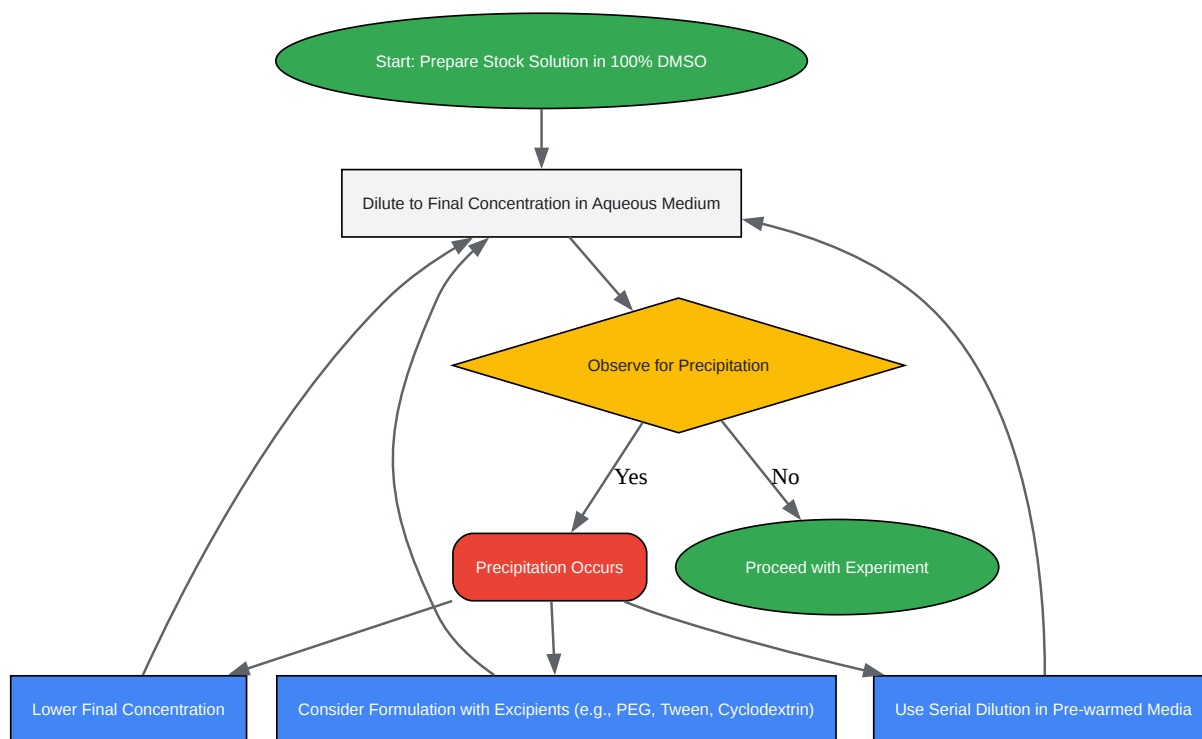 Start: Prepare Stock Solution in 100% DMSO
Dilute to Final Concentration in Aqueous Medium
Observe for Precipitation
Yes
No
Precipitation Occurs
Proceed with Experiment
Lower Final Concentration
Consider Formulation with Excipients (e.g., PEG, Tween, Cyclodextrin)
Use Serial Dilution in Pre-warmed Media